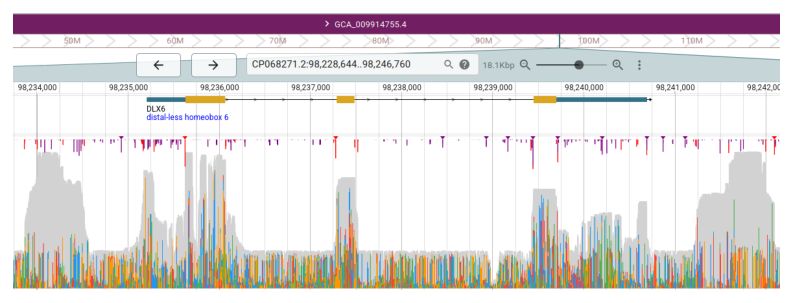 GCA_009914755.4
50M 60M 70M 80M 90M 100M 110M
CP068271.2:98,228,644..98,246,760 18.1Kbp
98,234,000 98,235,000 98,236,000 98,237,000 98,238,000 98,239,000 98,240,000 98,241,000 98,242,0
DLX6
distal-less homeobox 6